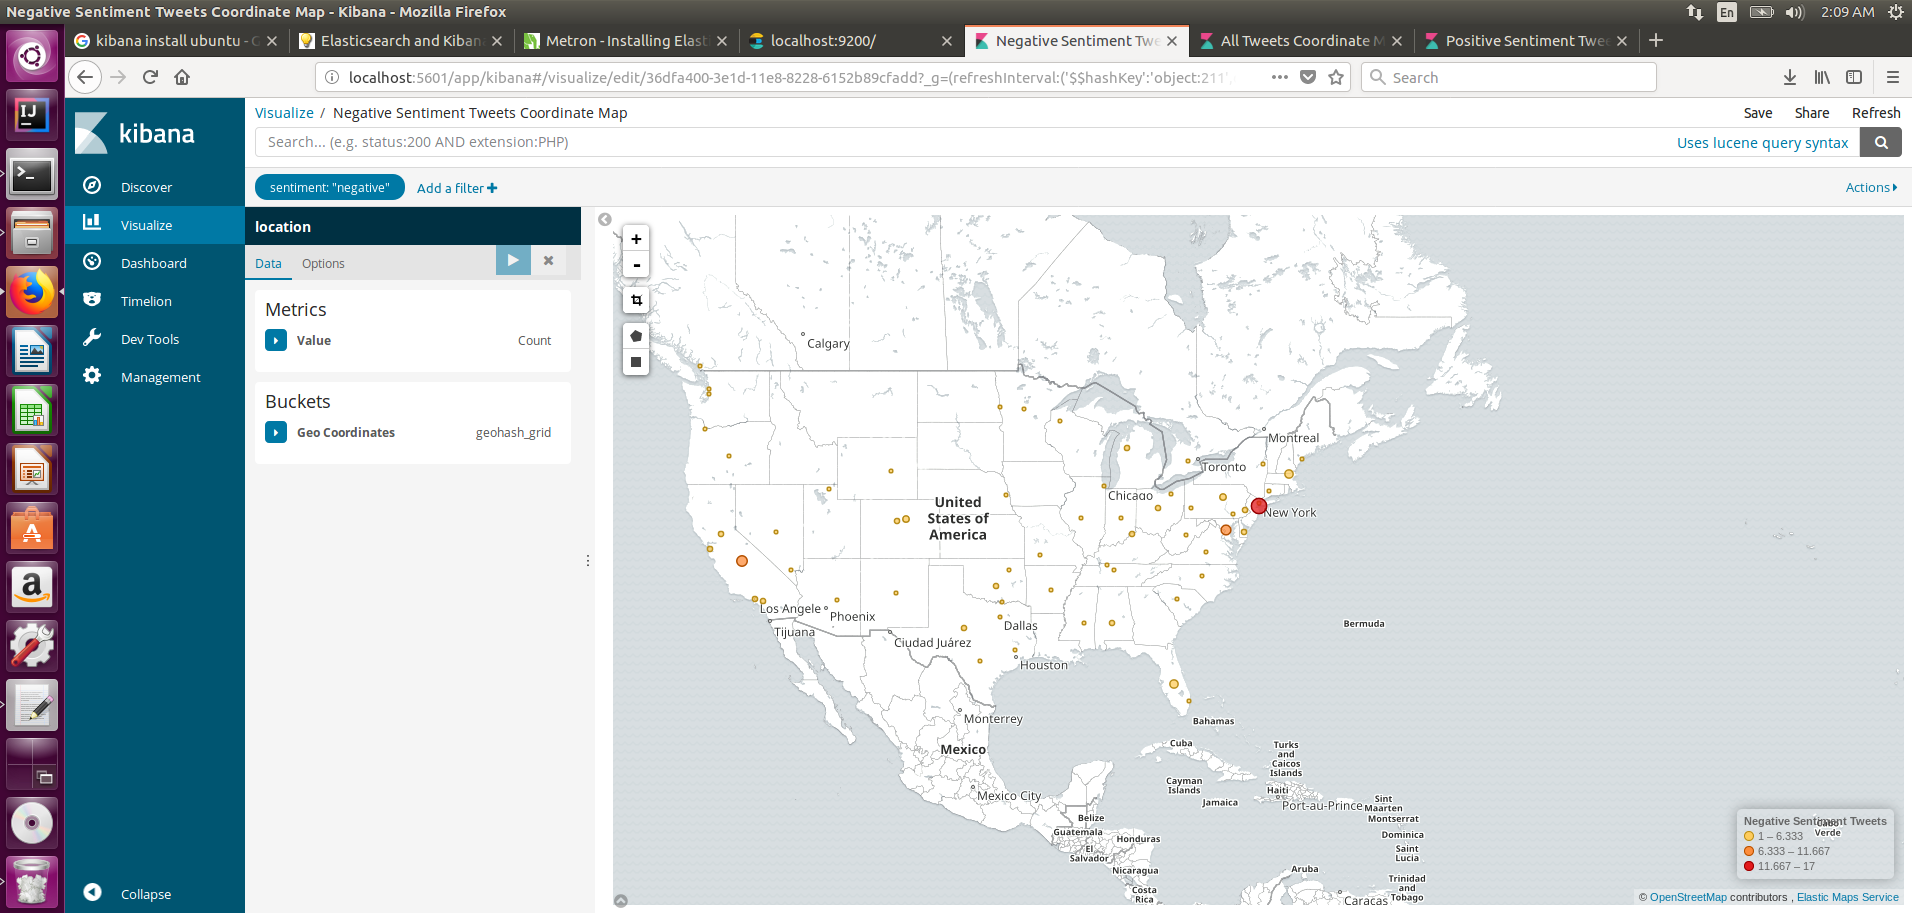 Negative Sentiment Tweets Coordinate Map - Kibana - Mozilla Firefox
En
2:09 AM
kibana install ubuntu - G
Elasticsearch and Kiban
Metron - Installing Elast
localhost:9200/
Negative Sentiment Twe
All Tweets Coordinate M
Positive Sentiment Twee
localhost:5601/app/kibana#/visualize/edit/36dfa400-3e1d-11e8-8228-6152b89cfadd?_g=(refreshInterval:('$$hashKey':'object:211',
Search
kibana
Discover
Visualize
Dashboard
Timelion
Dev Tools
Management
Collapse
Visualize / Negative Sentiment Tweets Coordinate Map
Save
Share
Refresh
Search... (e.g. status:200 AND extension:PHP)
Uses lucene query syntax
sentiment: "negative"
Add a filter +
Actions
location
Data
Options
Metrics
Value
Count
Buckets
Geo Coordinates
geohash_grid
+
-
Calgary
Montreal
Toronto
Chicago
United
States of
America
New York
Los Angele
Phoenix
Tijuana
Dallas
Ciudad Juárez
Houston
Bermuda
Monterrey
Bahamas
Mexico
Cuba
Turks
and
Caicos
Islands
Cayman
Islands
Haiti
Mexico City
Jamaica
Port-au-Prince
Sint
Maarten
Montserrat
Belize
Guatemala
Honduras
Dominica
El
Salvador
Saint
Lucia
Nicaragua
Aruba
Costa
Rica
Trinidad
and
Tobago
Caracas
Negative Sentiment Tweets
Cabo
Verde
1 – 6.333
6.333 – 11.667
11.667 – 17
© OpenStreetMap contributors , Elastic Maps Service
IJ
>_
a